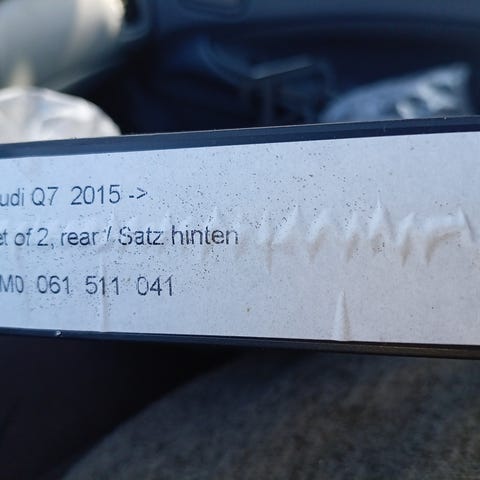 udi Q7 2015 ->
et of 2, rear / Satz hinten
M0 061 511 041